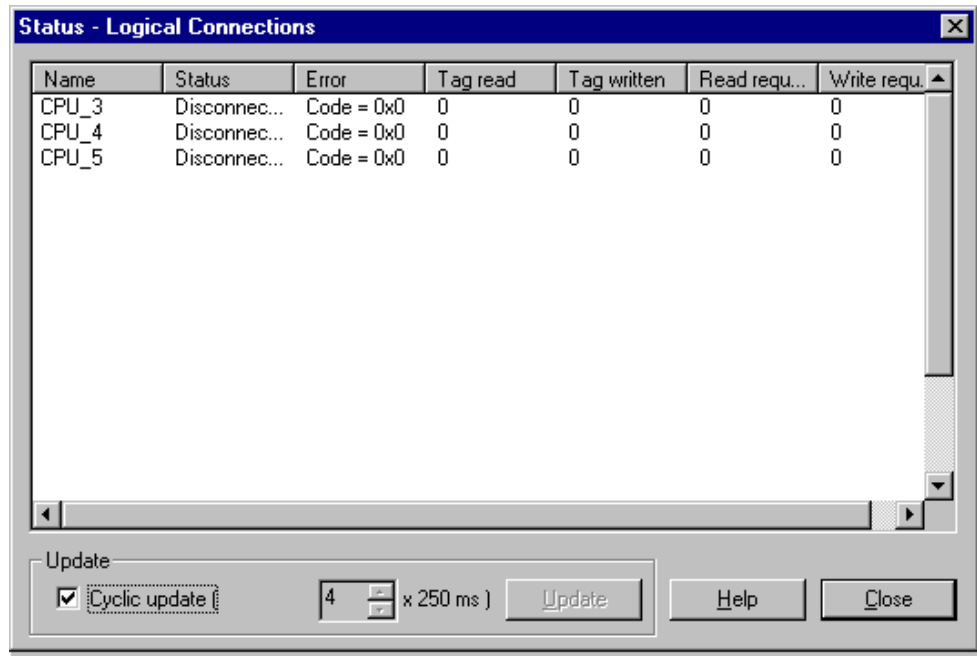 Status - Logical Connections
Name Status Error Tag read Tag written Read requ... Write requ.
CPU_3 Disconnec... Code = 0x0 0 0 0 0
CPU_4 Disconnec... Code = 0x0 0 0 0 0
CPU_5 Disconnec... Code = 0x0 0 0 0 0
Update
Cyclic update ( 4 x 250 ms ) Update Help Close